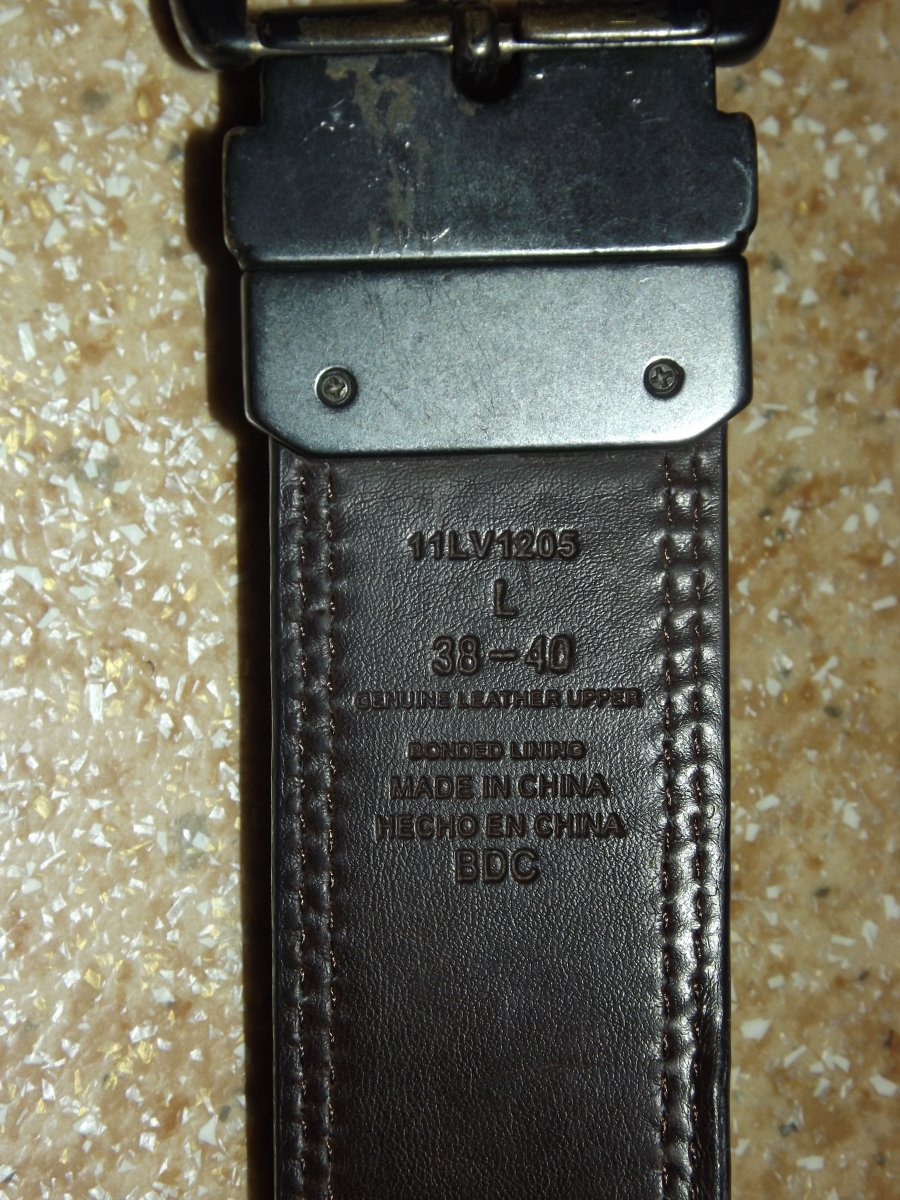 11LV1205
L
38-40
GENUINE LEATHER UPPER
BONDED LINING
MADE IN CHINA
HECHO EN CHINA
BDC